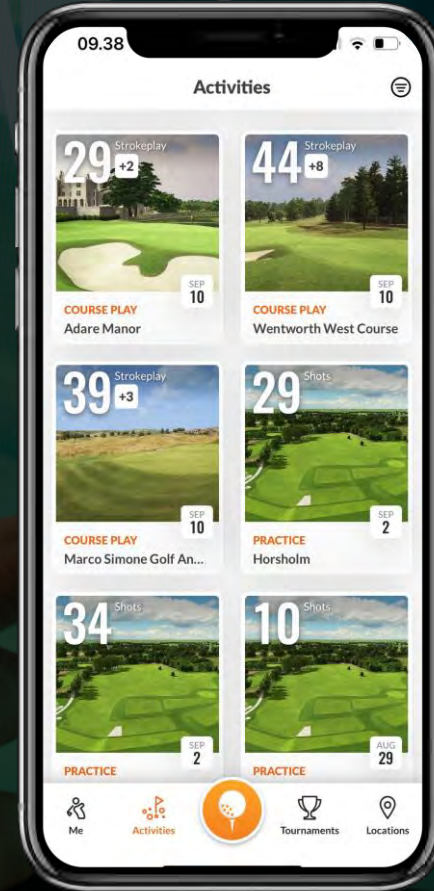 09.38
Activities
29 Strokeplay
+2
SEP
10
COURSE PLAY
Adare Manor
44 Strokeplay
+8
SEP
10
COURSE PLAY
Wentworth West Course
39 Strokeplay
+3
SEP
10
COURSE PLAY
Marco Simone Golf An...
29 Shots
SEP
2
PRACTICE
Horsholm
34 Shots
SEP
2
PRACTICE
10 Shots
AUG
29
PRACTICE
Me
Activities
Tournaments
Locations